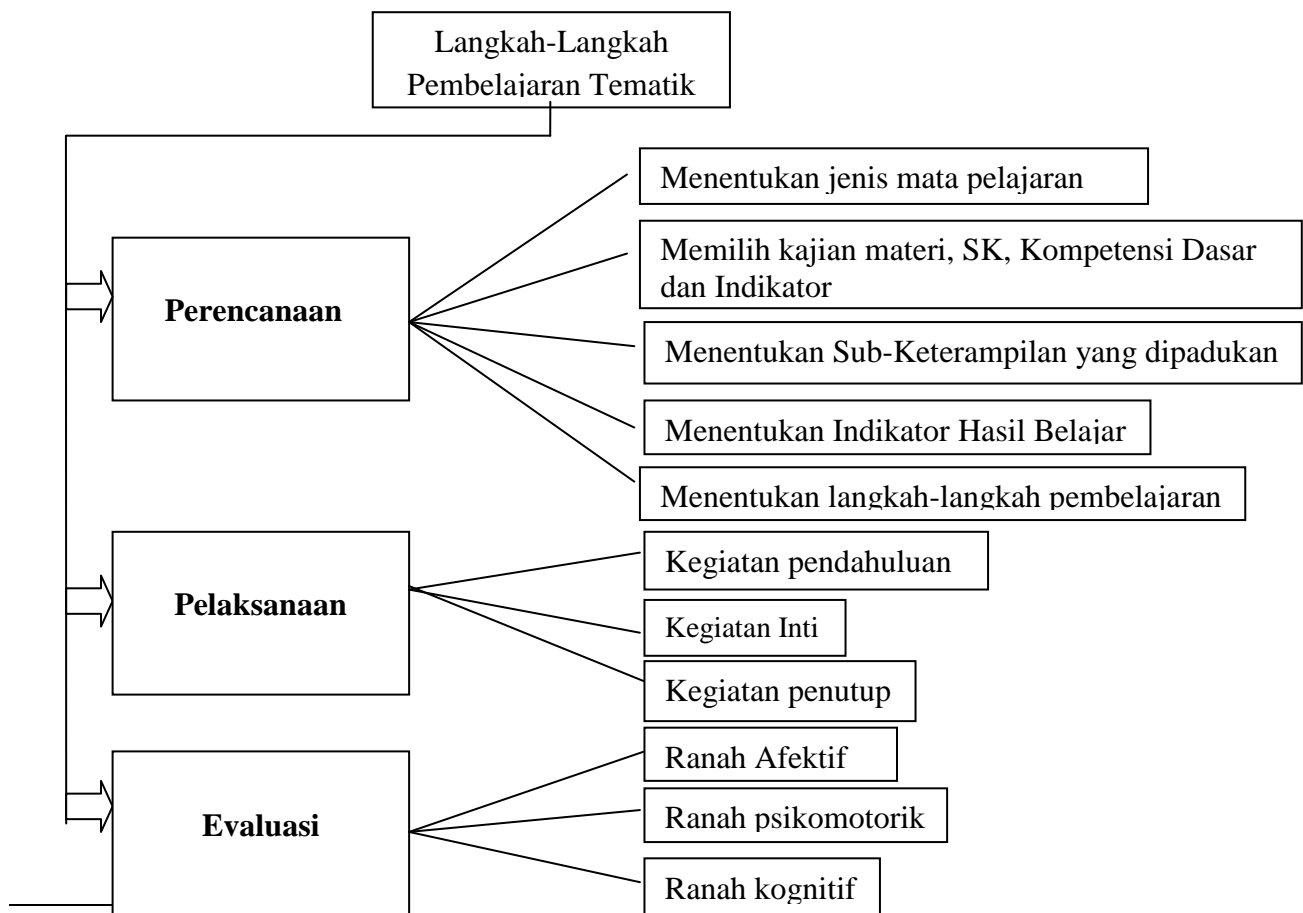 Langkah-Langkah
Pembelajaran Tematik
Perencanaan
Menentukan jenis mata pelajaran
Memilih kajian materi, SK, Kompetensi Dasar
dan Indikator
Menentukan Sub-Keterampilan yang dipadukan
Menentukan Indikator Hasil Belajar
Menentukan langkah-langkah pembelajaran
Pelaksanaan
Kegiatan pendahuluan
Kegiatan Inti
Kegiatan penutup
Evaluasi
Ranah Afektif
Ranah psikomotorik
Ranah kognitif